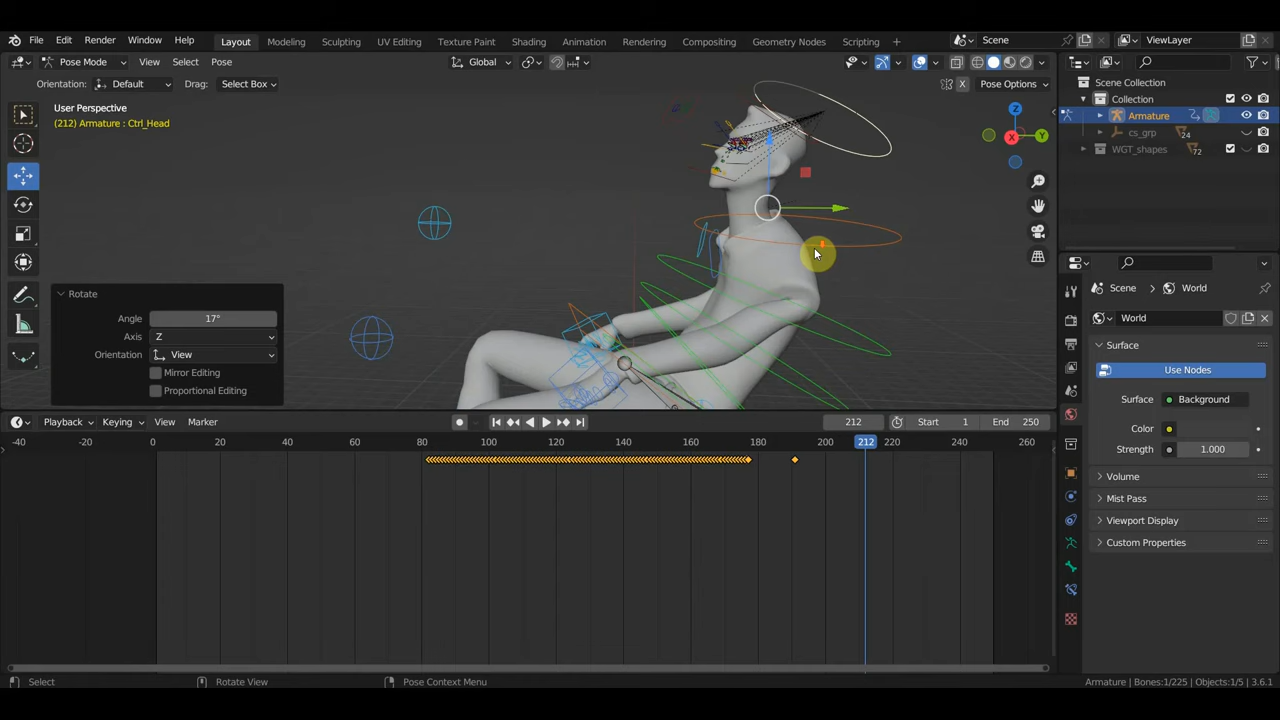 File Edit Render Window Help Layout Modeling Sculpting UV Editing Texture Paint Shading Animation Rendering Compositing Geometry Nodes Scripting + Scene ViewLayer
Pose Mode View Select Pose Global
Orientation: Default Drag: Select Box X Pose Options
User Perspective
(212) Armature : Ctrl_Head
Z
Y
X
Scene Collection
Collection
Armature
cs_grp 24
WGT_shapes 72
Rotate
Angle 17°
Axis Z
Orientation View
Mirror Editing
Proportional Editing
Scene World
World
Surface
Use Nodes
Surface Background
Color
Strength 1.000
Volume
Mist Pass
Viewport Display
Custom Properties
Playback Keying View Marker 212 Start 1 End 250
-40 -20 0 20 40 60 80 100 120 140 160 180 200 212 220 240 260
Select Rotate View Pose Context Menu Armature | Bones:1/225 | Objects:1/5 | 3.6.1